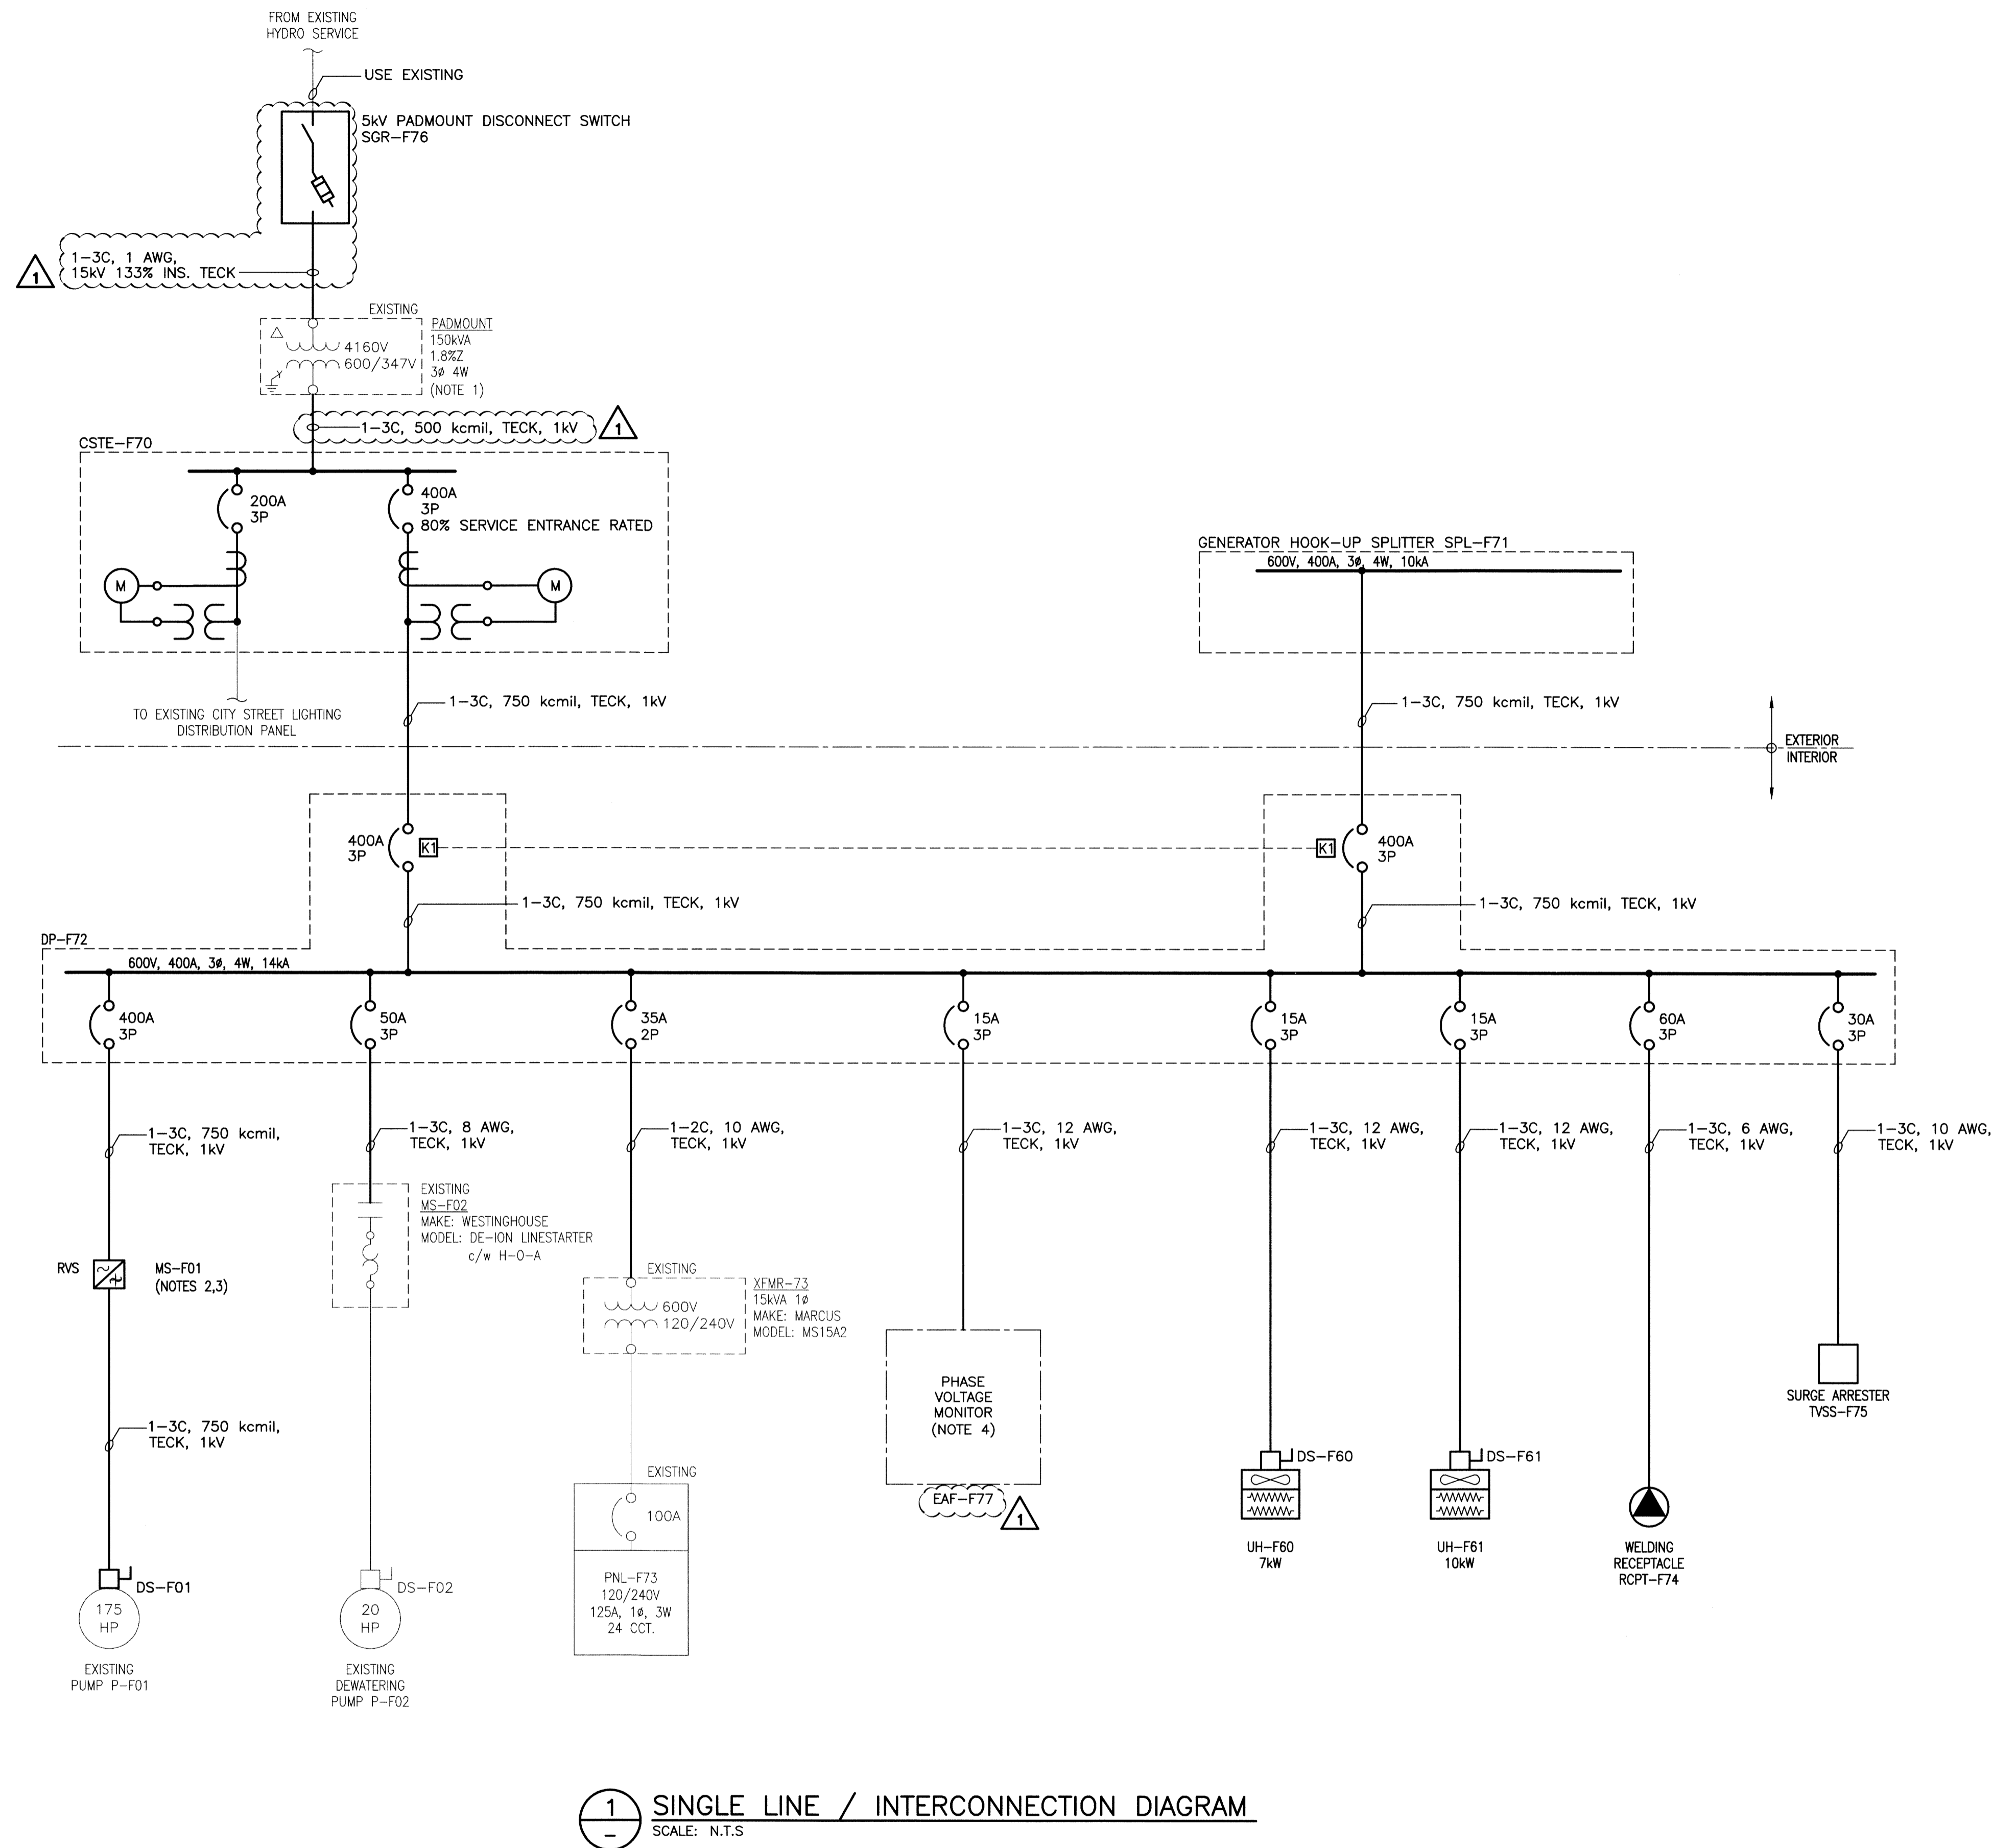 FROM EXISTING
HYDRO SERVICE
USE EXISTING
5kV PADMOUNT DISCONNECT SWITCH
SGR-F76
1-3C, 1 AWG,
15kV 133% INS. TECK
1
EXISTING
PADMOUNT
150kVA
1.8%Z
3ø 4W
(NOTE 1)
4160V
600/347V
1-3C, 500 kcmil, TECK, 1kV
1
CSTE-F70
200A
3P
400A
3P
80% SERVICE ENTRANCE RATED
M
M
GENERATOR HOOK-UP SPLITTER SPL-F71
600V, 400A, 3ø, 4W, 10kA
TO EXISTING CITY STREET LIGHTING
DISTRIBUTION PANEL
1-3C, 750 kcmil, TECK, 1kV
1-3C, 750 kcmil, TECK, 1kV
EXTERIOR
INTERIOR
400A
3P
K1
K1
400A
3P
1-3C, 750 kcmil, TECK, 1kV
1-3C, 750 kcmil, TECK, 1kV
DP-F72
600V, 400A, 3ø, 4W, 14kA
400A
3P
50A
3P
35A
2P
15A
3P
15A
3P
15A
3P
60A
3P
30A
3P
1-3C, 750 kcmil,
TECK, 1kV
1-3C, 8 AWG,
TECK, 1kV
1-2C, 10 AWG,
TECK, 1kV
1-3C, 12 AWG,
TECK, 1kV
1-3C, 12 AWG,
TECK, 1kV
1-3C, 12 AWG,
TECK, 1kV
1-3C, 6 AWG,
TECK, 1kV
1-3C, 10 AWG,
TECK, 1kV
EXISTING
MS-F02
MAKE: WESTINGHOUSE
MODEL: DE-ION LINESTARTER
c/w H-O-A
RVS
MS-F01
(NOTES 2,3)
EXISTING
XFMR-73
15kVA 1ø
MAKE: MARCUS
MODEL: MS15A2
600V
120/240V
PHASE
VOLTAGE
MONITOR
(NOTE 4)
EAF-F77
1
SURGE ARRESTER
TVSS-F75
1-3C, 750 kcmil,
TECK, 1kV
DS-F60
DS-F61
EXISTING
100A
PNL-F73
120/240V
125A, 1ø, 3W
24 CCT.
UH-F60
7kW
UH-F61
10kW
WELDING
RECEPTACLE
RCPT-F74
DS-F01
175
HP
DS-F02
20
HP
EXISTING
PUMP P-F01
EXISTING
DEWATERING
PUMP P-F02
1
-
SINGLE LINE / INTERCONNECTION DIAGRAM
SCALE: N.T.S